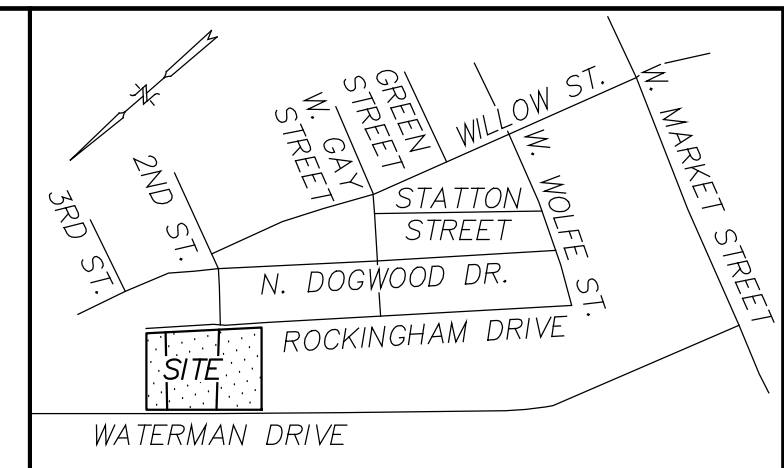 N
3RD ST.
2ND ST.
W. GAY
STREET
GREEN
STREET
WILLOW ST.
W. MARKET STREET
W. WOLFE ST.
STATTON
STREET
N. DOGWOOD DR.
ROCKINGHAM DRIVE
SITE
WATERMAN DRIVE